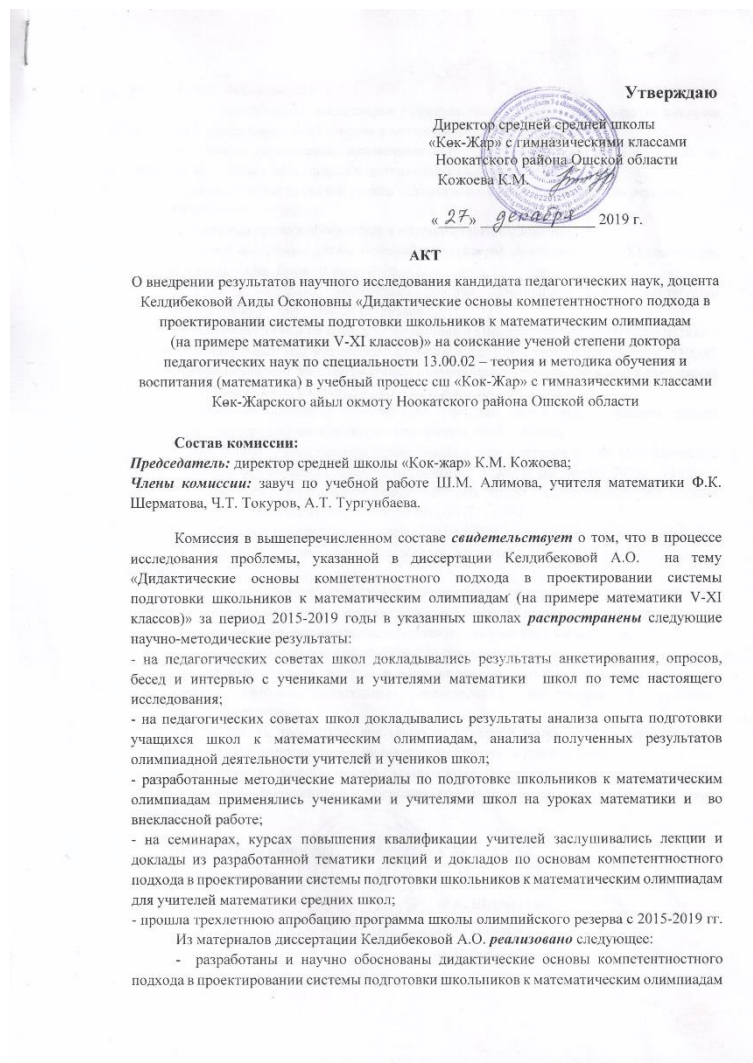 Утверждаю
Директор средней средней школы
«Көк-Жар» с гимназическими классами
Ноокатского района Ошской области
Кожоева К.М.
« 27 » декабря 2019 г.
АКТ
О внедрении результатов научного исследования кандидата педагогических наук, доцента
Келдибековой Аиды Осконовны «Дидактические основы компетентностного подхода в
проектировании системы подготовки школьников к математическим олимпиадам
(на примере математики V-XI классов)» на соискание ученой степени доктора
педагогических наук по специальности 13.00.02 – теория и методика обучения и
воспитания (математика) в учебный процесс сш «Кок-Жар» с гимназическими классами
Көк-Жарского айыл окмоту Ноокатского района Ошской области
Состав комиссии:
Председатель: директор средней школы «Кок-жар» К.М. Кожоева;
Члены комиссии: завуч по учебной работе Ш.М. Алимова, учителя математики Ф.К.
Шерматова, Ч.Т. Токуров, А.Т. Тургунбаева.
Комиссия в вышеперечисленном составе свидетельствует о том, что в процессе
исследования проблемы, указанной в диссертации Келдибековой А.О. на тему
«Дидактические основы компетентностного подхода в проектировании системы
подготовки школьников к математическим олимпиадам (на примере математики V-XI
классов)» за период 2015-2019 годы в указанных школах распространены следующие
научно-методические результаты:
- на педагогических советах школ докладывались результаты анкетирования, опросов,
бесед и интервью с учениками и учителями математики школ по теме настоящего
исследования;
- на педагогических советах школ докладывались результаты анализа опыта подготовки
учащихся школ к математическим олимпиадам, анализа полученных результатов
олимпиадной деятельности учителей и учеников школ;
- разработанные методические материалы по подготовке школьников к математическим
олимпиадам применялись учениками и учителями школ на уроках математики и во
внеклассной работе;
- на семинарах, курсах повышения квалификации учителей заслушивались лекции и
доклады из разработанной тематики лекций и докладов по основам компетентностного
подхода в проектировании системы подготовки школьников к математическим олимпиадам
для учителей математики средних школ;
- прошла трехлетнюю апробацию программа школы олимпийского резерва с 2015-2019 гг.
Из материалов диссертации Келдибековой А.О. реализовано следующее:
- разработаны и научно обоснованы дидактические основы компетентностного
подхода в проектировании системы подготовки школьников к математическим олимпиадам